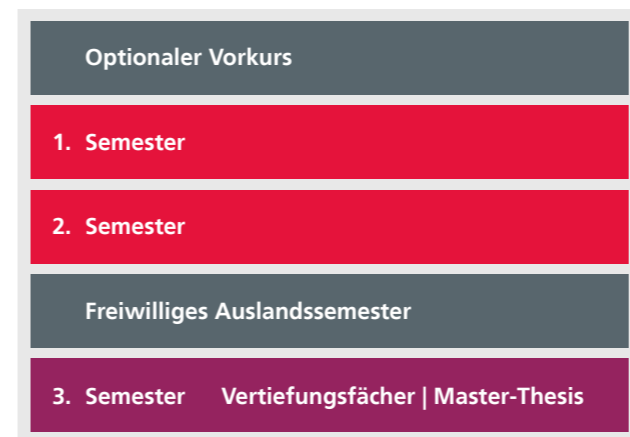 Optionaler Vorkurs
1. Semester
2. Semester
Freiwilliges Auslandssemester
3. Semester Vertiefungsfächer | Master-Thesis